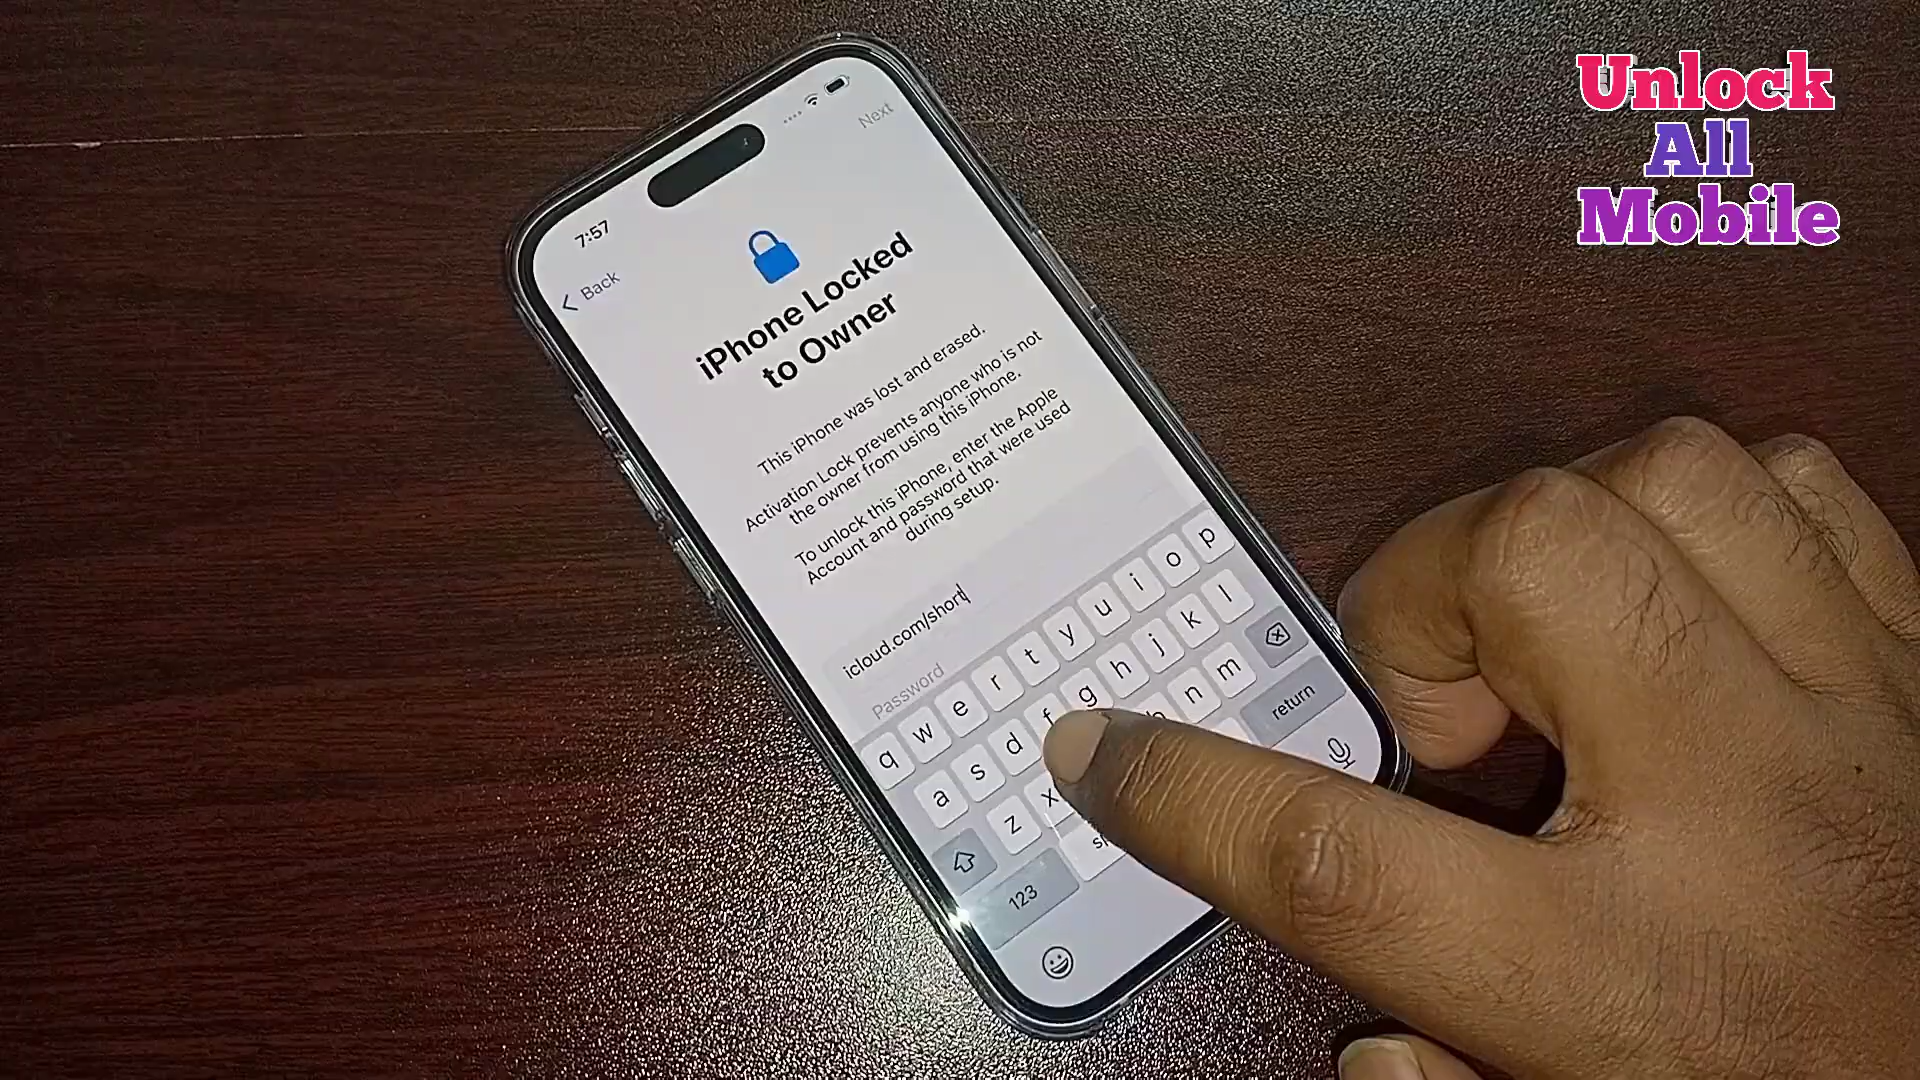 Unlock
All
Mobile
7:57
Next
Back
iPhone Locked
to Owner
This iPhone was lost and erased.
Activation Lock prevents anyone who is not
the owner from using this iPhone.
To unlock this iPhone, enter the Apple
Account and password that were used
during setup.
icloud.com/short
Password
q w e r t y u i o p
a s d f g h j k l
z x n m
123 return